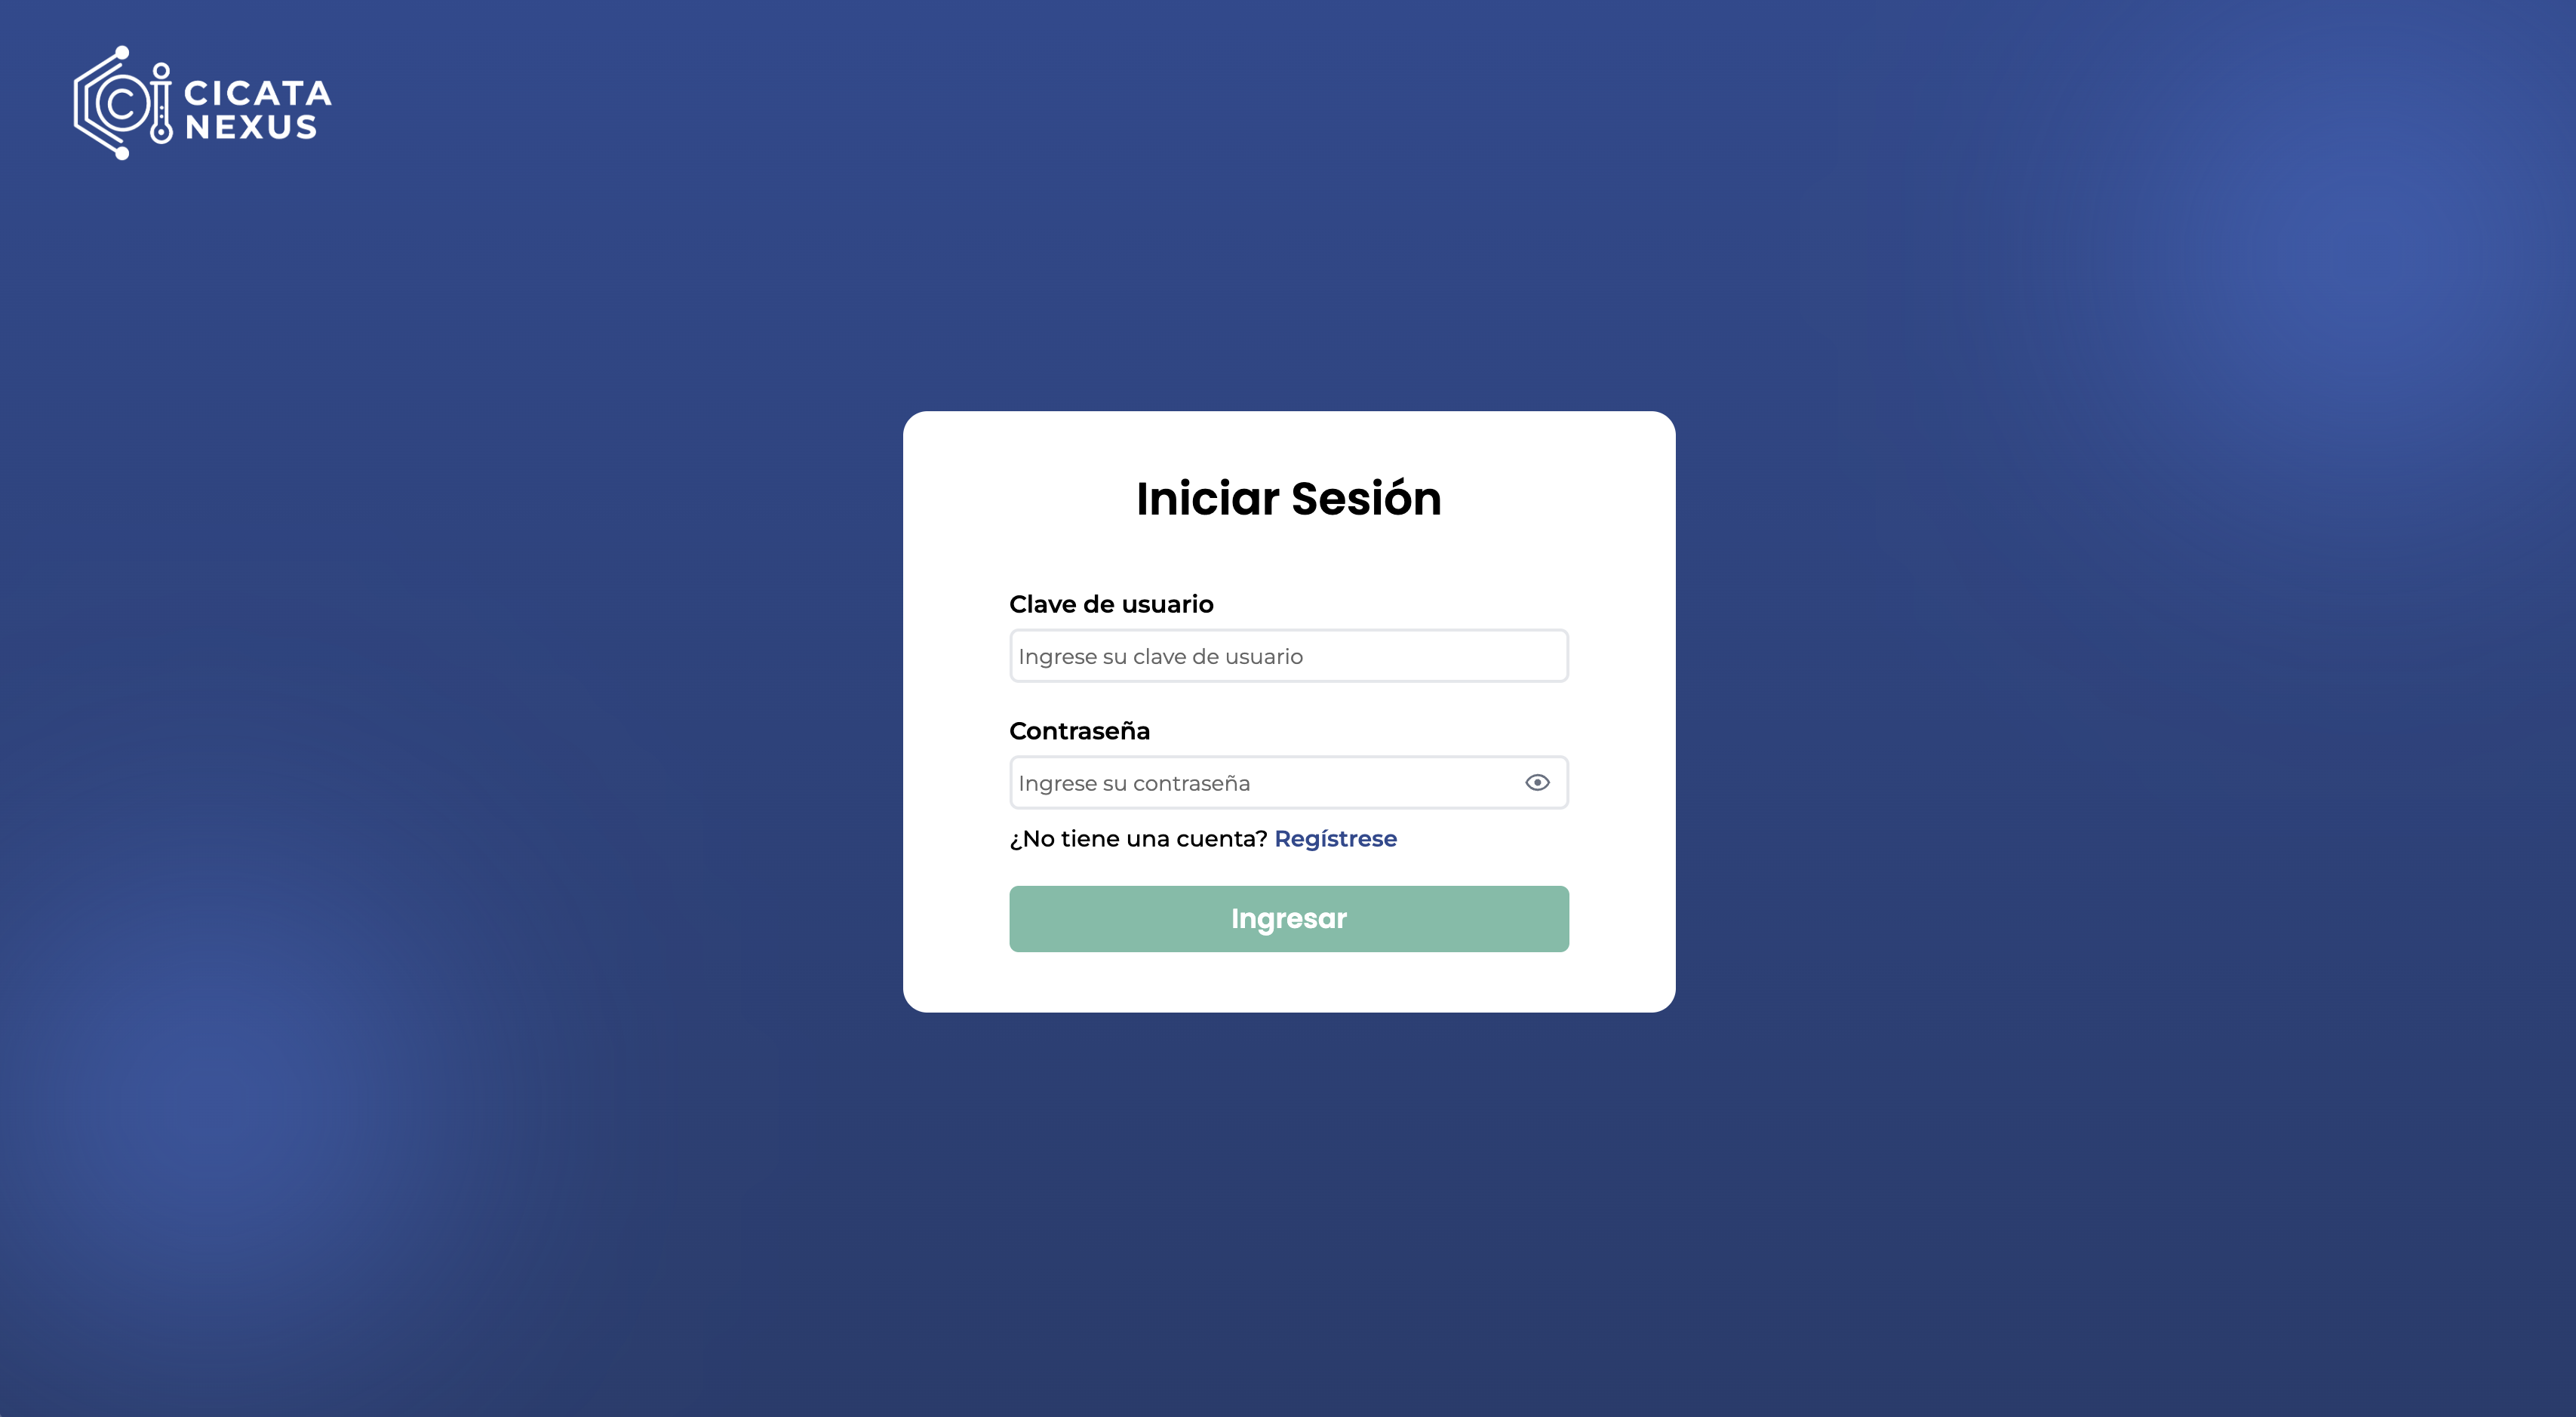 CICATA
NEXUS
Iniciar Sesión
Clave de usuario
Ingrese su clave de usuario
Contraseña
Ingrese su contraseña
¿No tiene una cuenta? Regístrese
Ingresar